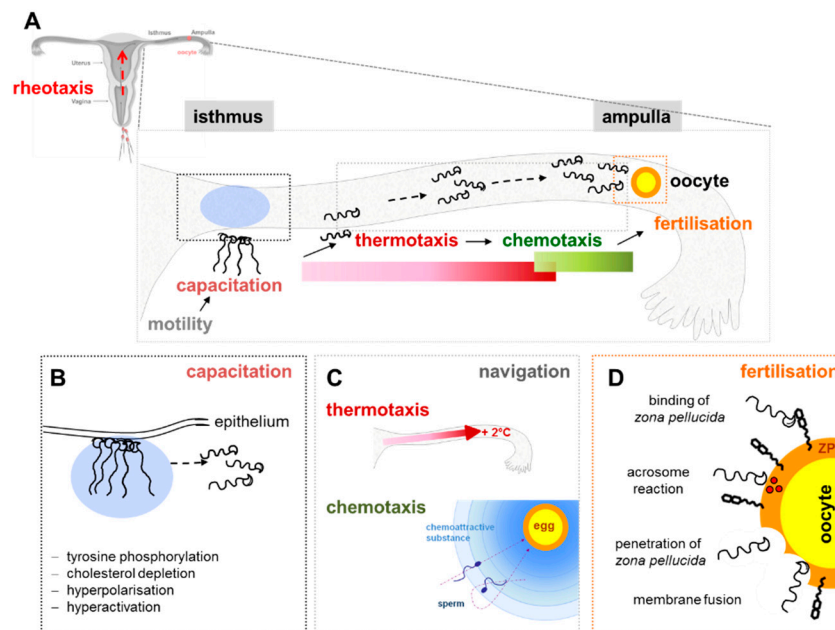 A
Isthmus
Ampulla
oocyte
Uterus
rheotaxis
Vagina
isthmus
ampulla
oocyte
fertilisation
thermotaxis
chemotaxis
capacitation
motility
B
capacitation
epithelium
– tyrosine phosphorylation
– cholesterol depletion
– hyperpolarisation
– hyperactivation
C
navigation
thermotaxis
+ 2°C
chemotaxis
chemoattractive
substance
egg
sperm
D
fertilisation
binding of
zona pellucida
ZP
acrosome
reaction
oocyte
penetration of
zona pellucida
membrane fusion